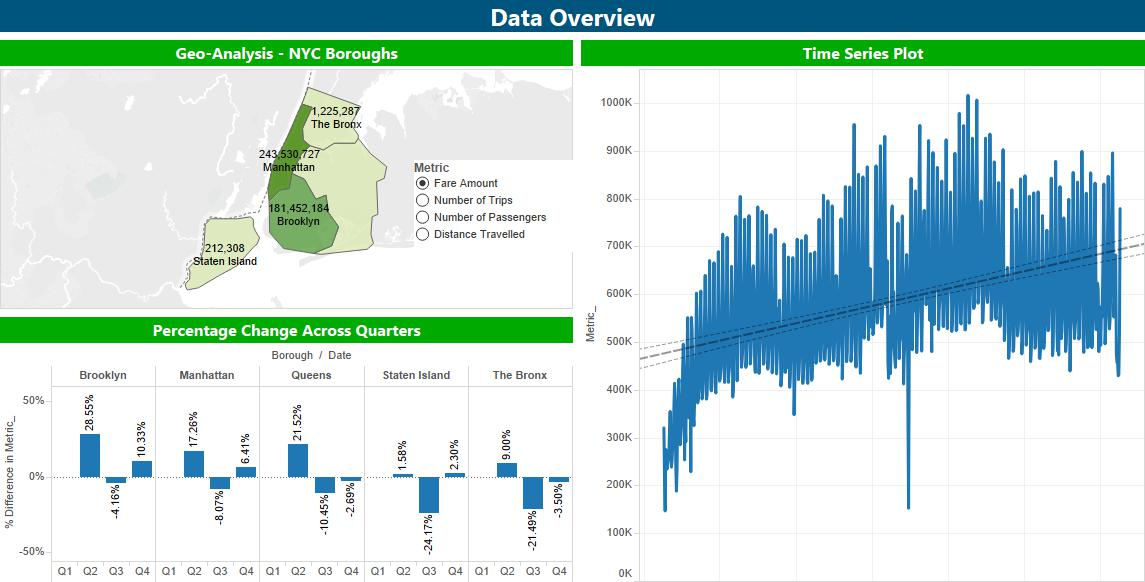 Data Overview
Geo-Analysis - NYC Boroughs
1,225,287
The Bronx
243,530,727
Manhattan
181,452,184
Brooklyn
212,308
Staten Island
Metric
Fare Amount
Number of Trips
Number of Passengers
Distance Travelled
Percentage Change Across Quarters
Borough / Date
Brooklyn Manhattan Queens Staten Island The Bronx
% Difference in Metric_
50%
0%
-50%
28.55% -4.16% 10.33%
17.26% -8.07% 6.41%
21.52% -10.45% -2.69%
1.58% -24.17% 2.30%
9.00% -21.49% -3.50%
Q1 Q2 Q3 Q4 Q1 Q2 Q3 Q4 Q1 Q2 Q3 Q4 Q1 Q2 Q3 Q4 Q1 Q2 Q3 Q4
Time Series Plot
Metric_
1000K
900K
800K
700K
600K
500K
400K
300K
200K
100K
0K